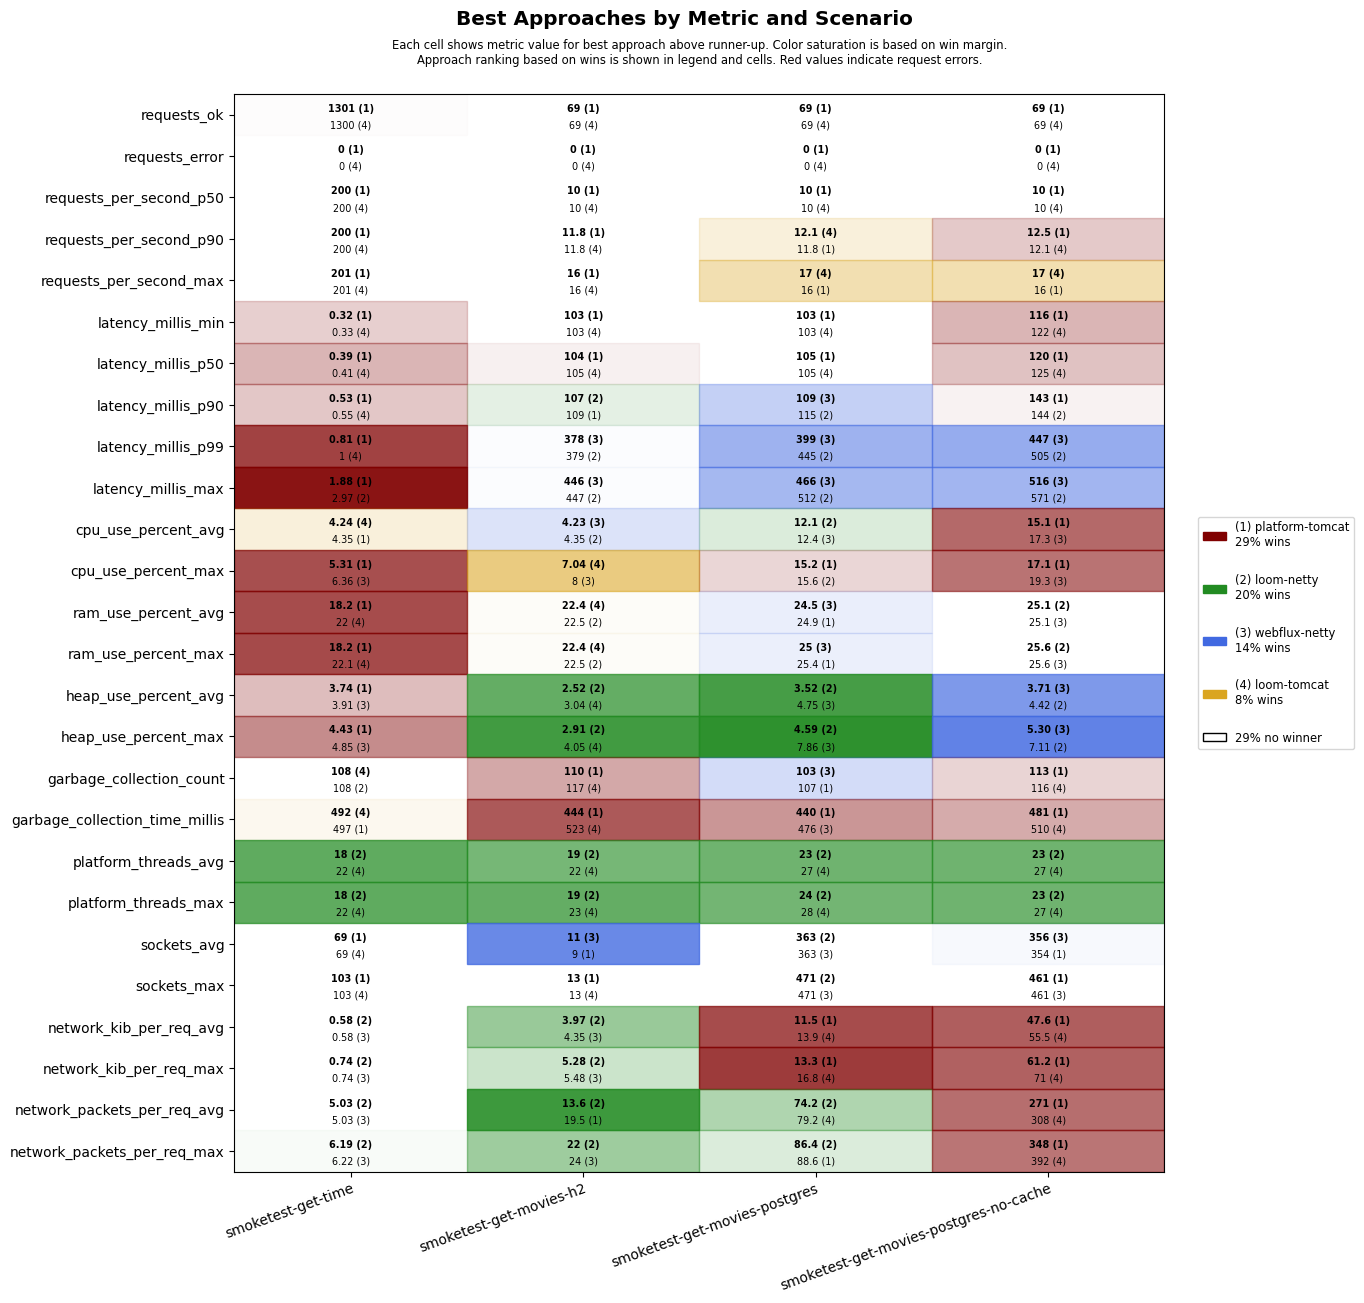 Best Approaches by Metric and Scenario
Each cell shows metric value for best approach above runner-up. Color saturation is based on win margin.
Approach ranking based on wins is shown in legend and cells. Red values indicate request errors.
requests_ok
1301 (1) 69 (1) 69 (1) 69 (1)
1300 (4) 69 (4) 69 (4) 69 (4)
requests_error
0 (1) 0 (1) 0 (1) 0 (1)
0 (4) 0 (4) 0 (4) 0 (4)
requests_per_second_p50
200 (1) 10 (1) 10 (1) 10 (1)
200 (4) 10 (4) 10 (4) 10 (4)
requests_per_second_p90
200 (1) 11.8 (1) 12.1 (4) 12.5 (1)
200 (4) 11.8 (4) 11.8 (1) 12.1 (4)
requests_per_second_max
201 (1) 16 (1) 17 (4) 17 (4)
201 (4) 16 (4) 16 (1) 16 (1)
latency_millis_min
0.32 (1) 103 (1) 103 (1) 116 (1)
0.33 (4) 103 (4) 103 (4) 122 (4)
latency_millis_p50
0.39 (1) 104 (1) 105 (1) 120 (1)
0.41 (4) 105 (4) 105 (4) 125 (4)
latency_millis_p90
0.53 (1) 107 (2) 109 (3) 143 (1)
0.55 (4) 109 (1) 115 (2) 144 (2)
latency_millis_p99
0.81 (1) 378 (3) 399 (3) 447 (3)
1 (4) 379 (2) 445 (2) 505 (2)
latency_millis_max
1.88 (1) 446 (3) 466 (3) 516 (3)
2.97 (2) 447 (2) 512 (2) 571 (2)
cpu_use_percent_avg
4.24 (4) 4.23 (3) 12.1 (2) 15.1 (1)
4.35 (1) 4.35 (2) 12.4 (3) 17.3 (3)
cpu_use_percent_max
5.31 (1) 7.04 (4) 15.2 (1) 17.1 (1)
6.36 (3) 8 (3) 15.6 (2) 19.3 (3)
ram_use_percent_avg
18.2 (1) 22.4 (4) 24.5 (3) 25.1 (2)
22 (4) 22.5 (2) 24.9 (1) 25.1 (3)
ram_use_percent_max
18.2 (1) 22.4 (4) 25 (3) 25.6 (2)
22.1 (4) 22.5 (2) 25.4 (1) 25.6 (3)
heap_use_percent_avg
3.74 (1) 2.52 (2) 3.52 (2) 3.71 (3)
3.91 (3) 3.04 (4) 4.75 (3) 4.42 (2)
heap_use_percent_max
4.43 (1) 2.91 (2) 4.59 (2) 5.30 (3)
4.85 (3) 4.05 (4) 7.86 (3) 7.11 (2)
garbage_collection_count
108 (4) 110 (1) 103 (3) 113 (1)
108 (2) 117 (4) 107 (1) 116 (4)
garbage_collection_time_millis
492 (4) 444 (1) 440 (1) 481 (1)
497 (1) 523 (4) 476 (3) 510 (4)
platform_threads_avg
18 (2) 19 (2) 23 (2) 23 (2)
22 (4) 22 (4) 27 (4) 27 (4)
platform_threads_max
18 (2) 19 (2) 24 (2) 23 (2)
22 (4) 23 (4) 28 (4) 27 (4)
sockets_avg
69 (1) 11 (3) 363 (2) 356 (3)
69 (4) 9 (1) 363 (3) 354 (1)
sockets_max
103 (1) 13 (1) 471 (2) 461 (1)
103 (4) 13 (4) 471 (3) 461 (3)
network_kib_per_req_avg
0.58 (2) 3.97 (2) 11.5 (1) 47.6 (1)
0.58 (3) 4.35 (3) 13.9 (4) 55.5 (4)
network_kib_per_req_max
0.74 (2) 5.28 (2) 13.3 (1) 61.2 (1)
0.74 (3) 5.48 (3) 16.8 (4) 71 (4)
network_packets_per_req_avg
5.03 (2) 13.6 (2) 74.2 (2) 271 (1)
5.03 (3) 19.5 (1) 79.2 (4) 308 (4)
network_packets_per_req_max
6.19 (2) 22 (2) 86.4 (2) 348 (1)
6.22 (3) 24 (3) 88.6 (1) 392 (4)
smoketest-get-time
smoketest-get-movies-h2
smoketest-get-movies-postgres
smoketest-get-movies-postgres-no-cache
(1) platform-tomcat
29% wins
(2) loom-netty
20% wins
(3) webflux-netty
14% wins
(4) loom-tomcat
8% wins
29% no winner